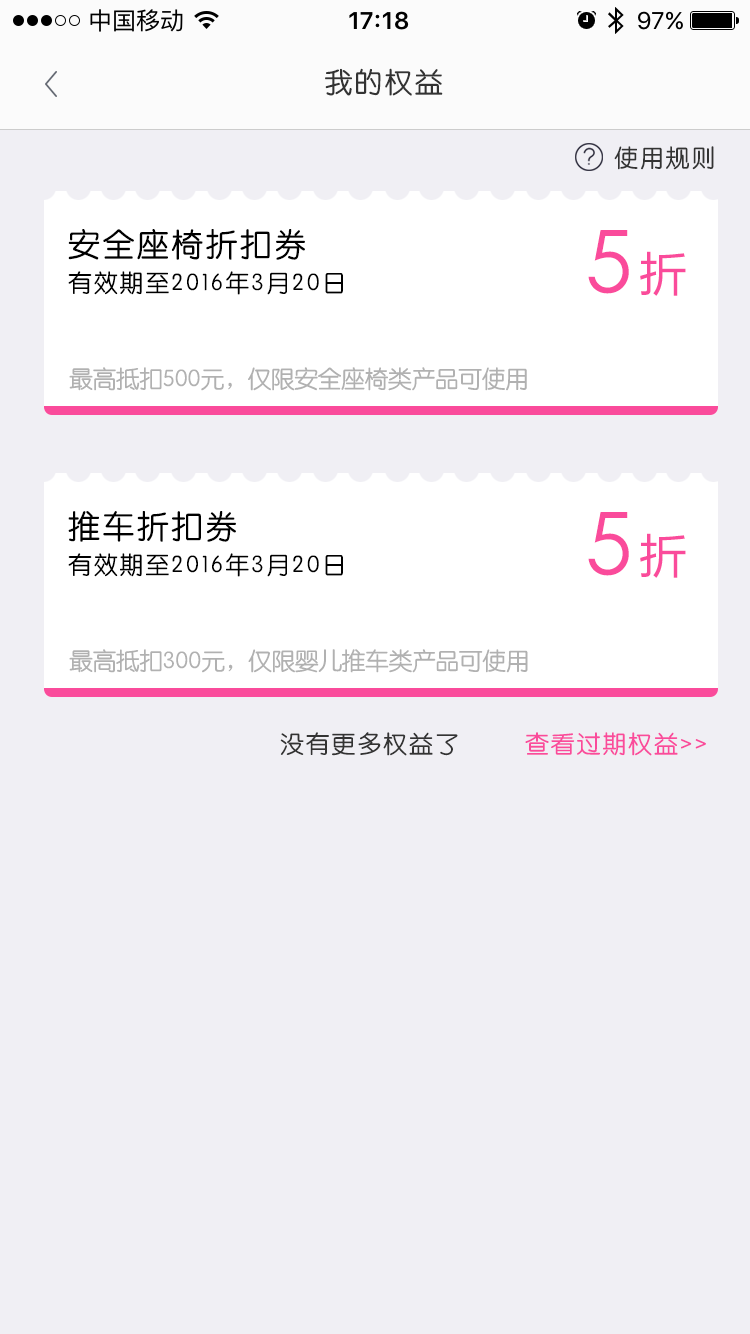 中国移动 17:18 97%
我的权益
? 使用规则
安全座椅折扣券
5折
有效期至2016年3月20日
最高抵扣500元，仅限安全座椅类产品可使用
推车折扣券
5折
有效期至2016年3月20日
最高抵扣300元，仅限婴儿推车类产品可使用
没有更多权益了 查看过期权益>>